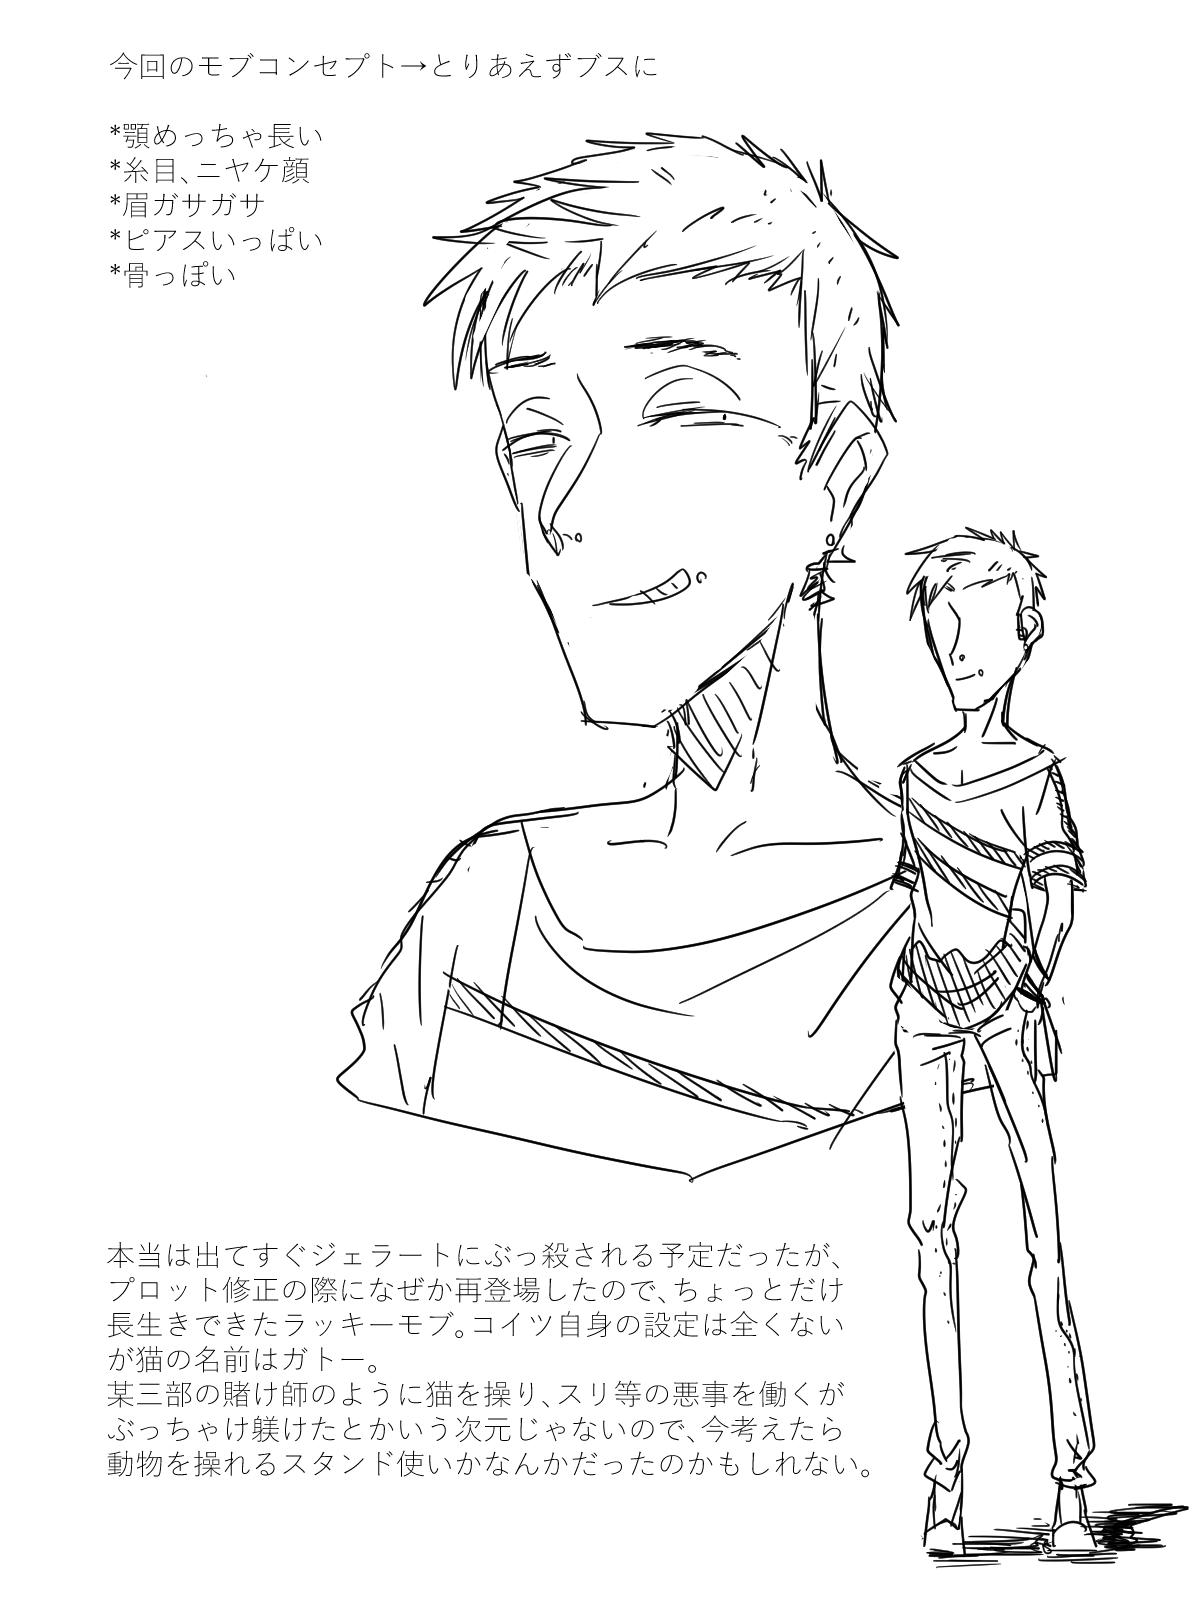 今回のモブコンセプト→とりあえずブスに
*顎めっちゃ長い
*糸目、ニヤケ顔
*眉ガサガサ
*ピアスいっぱい
*骨っぽい
本当は出てすぐジェラートにぶっ殺される予定だったが、
プロット修正の際になぜか再登場したので、ちょっとだけ
長生きできたラッキーモブ。コイツ自身の設定は全くない
が猫の名前はガトー。
某三部の賭け師のように猫を操り、スリ等の悪事を働くが
ぶっちゃけ躾けたとかいう次元じゃないので、今考えたら
動物を操れるスタンド使いかなんかだったのかもしれない。